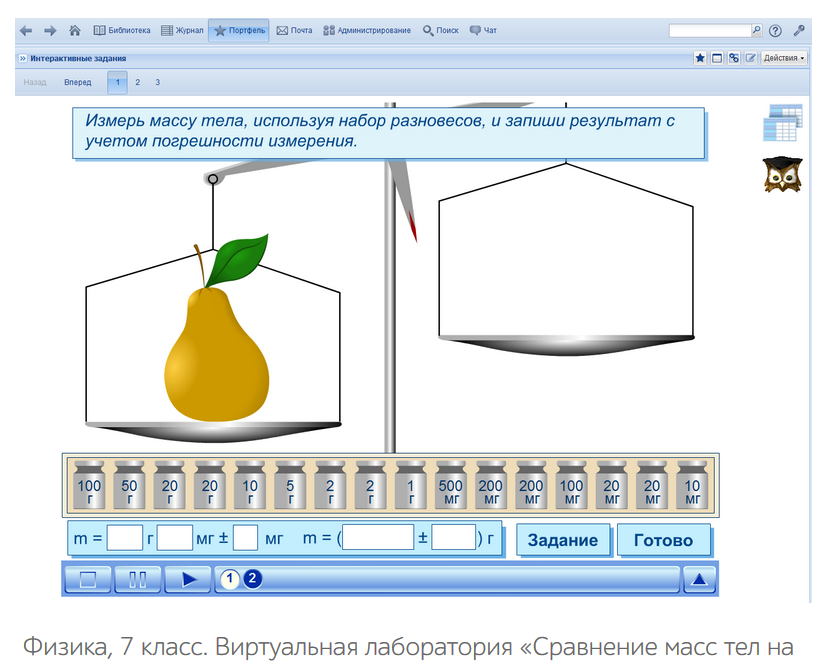 Библиотека Журнал Портфель Почта Администрирование Поиск Чат
Интерактивные задания
Действия
Назад Вперед 1 2 3
Измерь массу тела, используя набор разновесов, и запиши результат с
учетом погрешности измерения.
100 г 50 г 20 г 20 г 10 г 5 г 2 г 2 г 1 г 500 мг 200 мг 200 мг 100 мг 20 мг 20 мг 10 мг
m = г мг ± мг m = ( ± ) г Задание Готово
1 2
Физика, 7 класс. Виртуальная лаборатория «Сравнение масс тел на